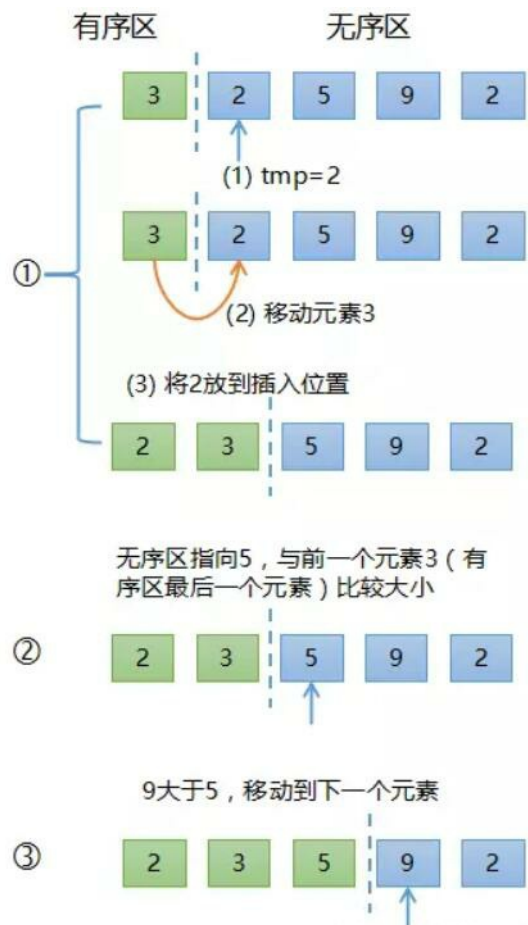 有序区 无序区
3 2 5 9 2
(1) tmp=2
3 2 5 9 2
①
(2) 移动元素3
(3) 将2放到插入位置
2 3 5 9 2
无序区指向5，与前一个元素3（有
序区最后一个元素）比较大小
② 2 3 5 9 2
9大于5，移动到下一个元素
③ 2 3 5 9 2